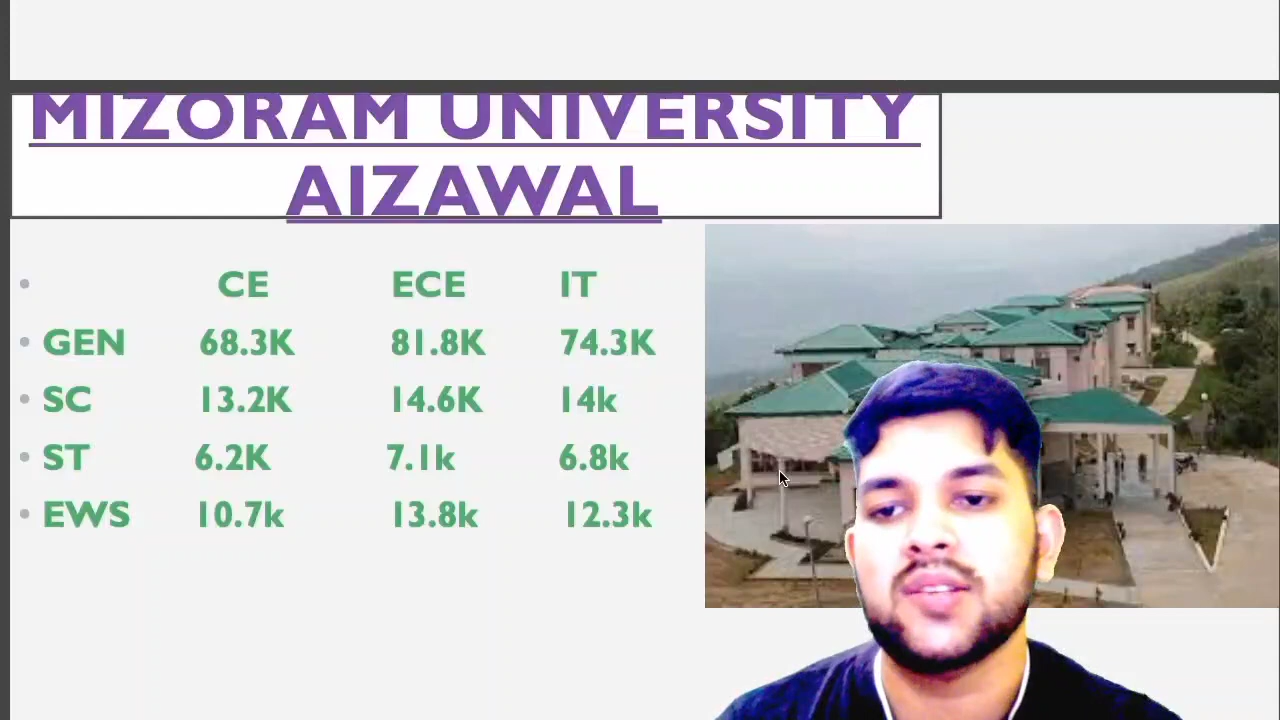 MIZORAM UNIVERSITY
AIZAWAL
CE ECE IT
GEN 68.3K 81.8K 74.3K
SC 13.2K 14.6K 14k
ST 6.2K 7.1k 6.8k
EWS 10.7k 13.8k 12.3k